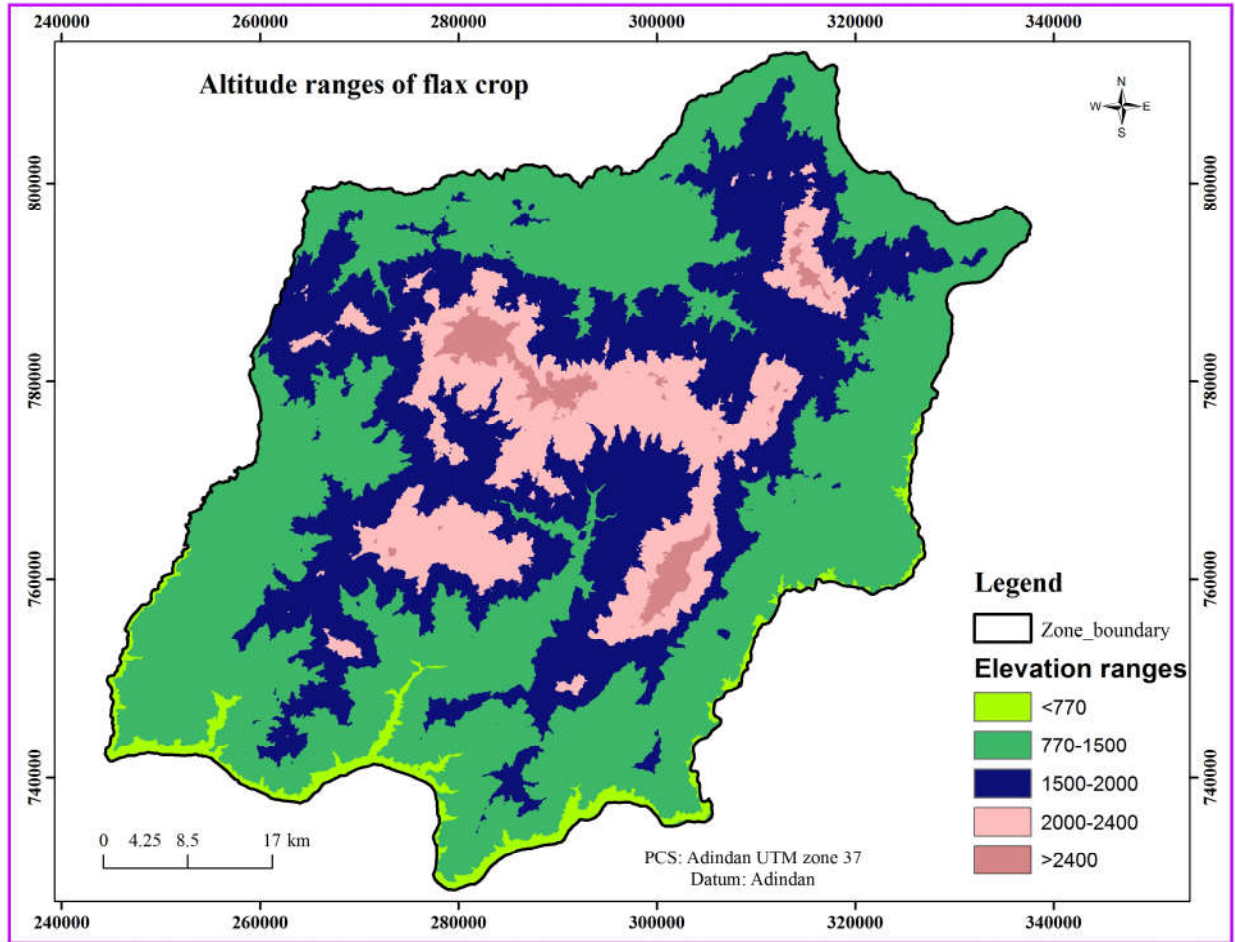 240000 260000 280000 300000 320000 340000
Altitude ranges of flax crop
N
W E
S
800000
780000
760000
740000
800000
780000
760000
740000
Legend
Zone_boundary
Elevation ranges
<770
770-1500
1500-2000
2000-2400
>2400
0 4.25 8.5 17 km
PCS: Adindan UTM zone 37
Datum: Adindan
240000 260000 280000 300000 320000 340000